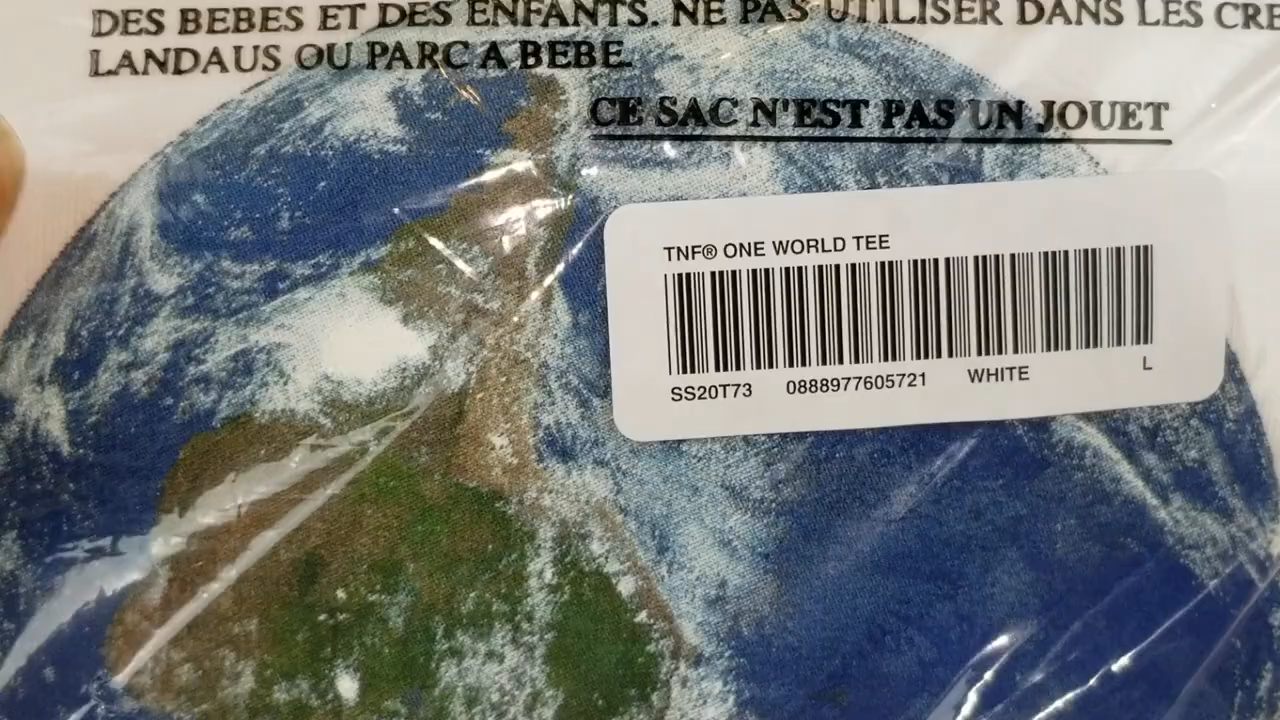 DES BEBES ET DES ENFANTS. NE PAS UTILISER DANS LES CRE
LANDAUS OU PARC A BEBE.
CE SAC N'EST PAS UN JOUET
TNF® ONE WORLD TEE
SS20T73 0888977605721 WHITE L